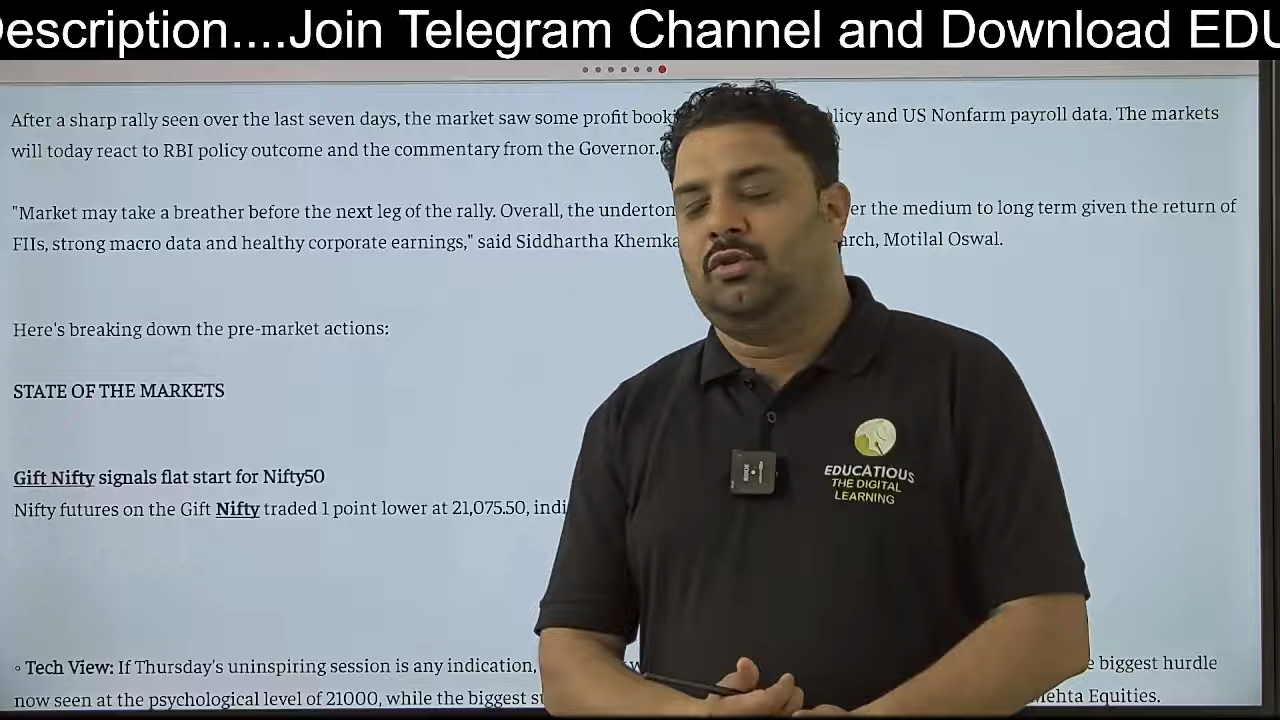 Description....Join Telegram Channel and Download EDU
After a sharp rally seen over the last seven days, the market saw some profit and US Nonfarm payroll data. The markets
will today react to RBI policy outcome and the commentary from the Governor.
"Market may take a breather before the next leg of the rally. Overall, the the medium to long term given the return of
FIIs, strong macro data and healthy corporate earnings," said Siddhartha Khemka Motilal Oswal.
Here's breaking down the pre-market actions:
STATE OF THE MARKETS
Gift Nifty signals flat start for Nifty50
Nifty futures on the Gift Nifty traded 1 point lower at 21,075.50,
◦ Tech View: If Thursday's uninspiring session is any indication, biggest hurdle
now seen at the psychological level of 21000, while the biggest Mehta Equities.
EDUCATIOUS
THE DIGITAL
LEARNING